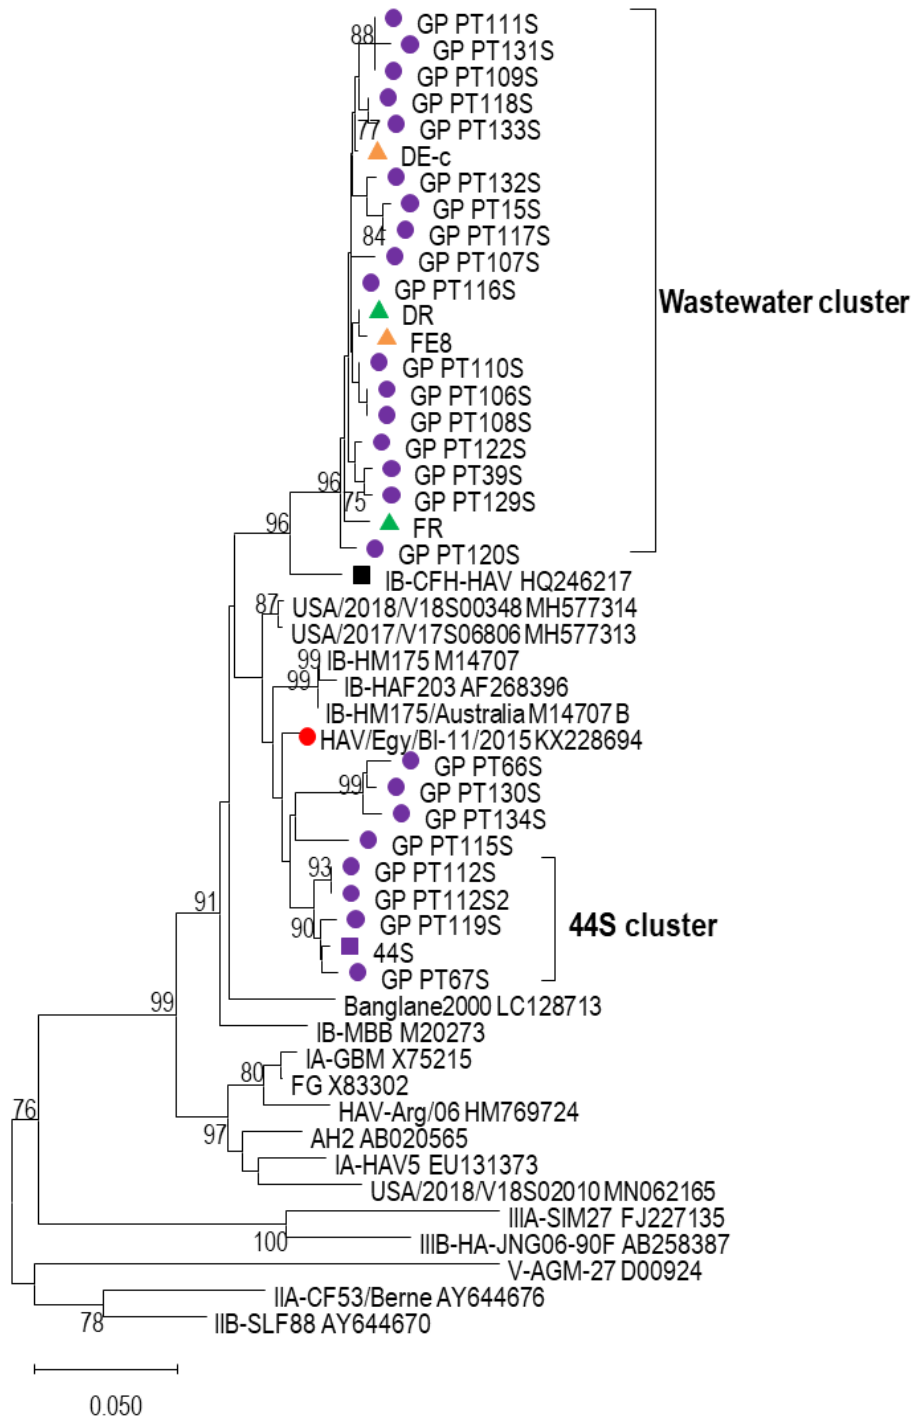 88
GP PT111S
GP PT131S
GP PT109S
GP PT118S
77
GP PT133S
DE-c
GP PT132S
GP PT15S
84
GP PT117S
GP PT107S
GP PT116S
Wastewater cluster
DR
FE8
GP PT110S
GP PT106S
GP PT108S
GP PT122S
GP PT39S
96
75
GP PT129S
96
FR
GP PT120S
IB-CFH-HAV HQ246217
87
USA/2018/V18S00348 MH577314
USA/2017/V17S06806 MH577313
99
IB-HM175 M14707
99
IB-HAF203 AF268396
IB-HM175/Australia M14707 B
HAV/Egy/BI-11/2015 KX228694
GP PT66S
99
GP PT130S
GP PT134S
GP PT115S
93
GP PT112S
GP PT112S2
90
GP PT119S
44S cluster
44S
GP PT67S
91
Banglane2000 LC128713
99
IB-MBB M20273
IA-GBM X75215
80
FG X83302
HAV-Arg/06 HM769724
76
97
AH2 AB020565
IA-HAV5 EU131373
USA/2018/V18S02010 MN062165
IIIA-SIM27 FJ227135
100
IIIB-HA-JNG06-90F AB258387
V-AGM-27 D00924
IIA-CF53/Berne AY644676
78
IIB-SLF88 AY644670
0.050